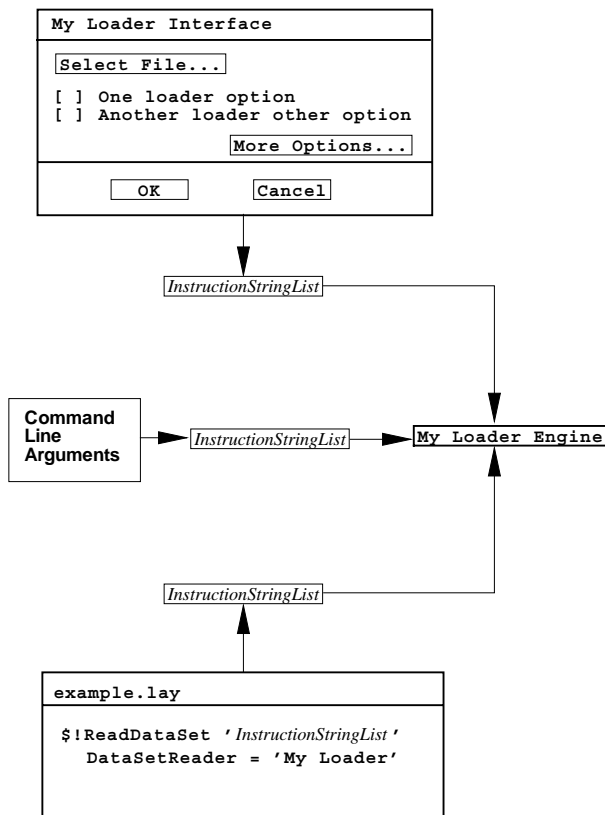 My Loader Interface
Select File...
[ ] One loader option
[ ] Another loader other option
More Options...
OK Cancel
InstructionStringList
Command
Line
Arguments
InstructionStringList
My Loader Engine
InstructionStringList
example.lay
$!ReadDataSet ’InstructionStringList’
DataSetReader = ’My Loader’